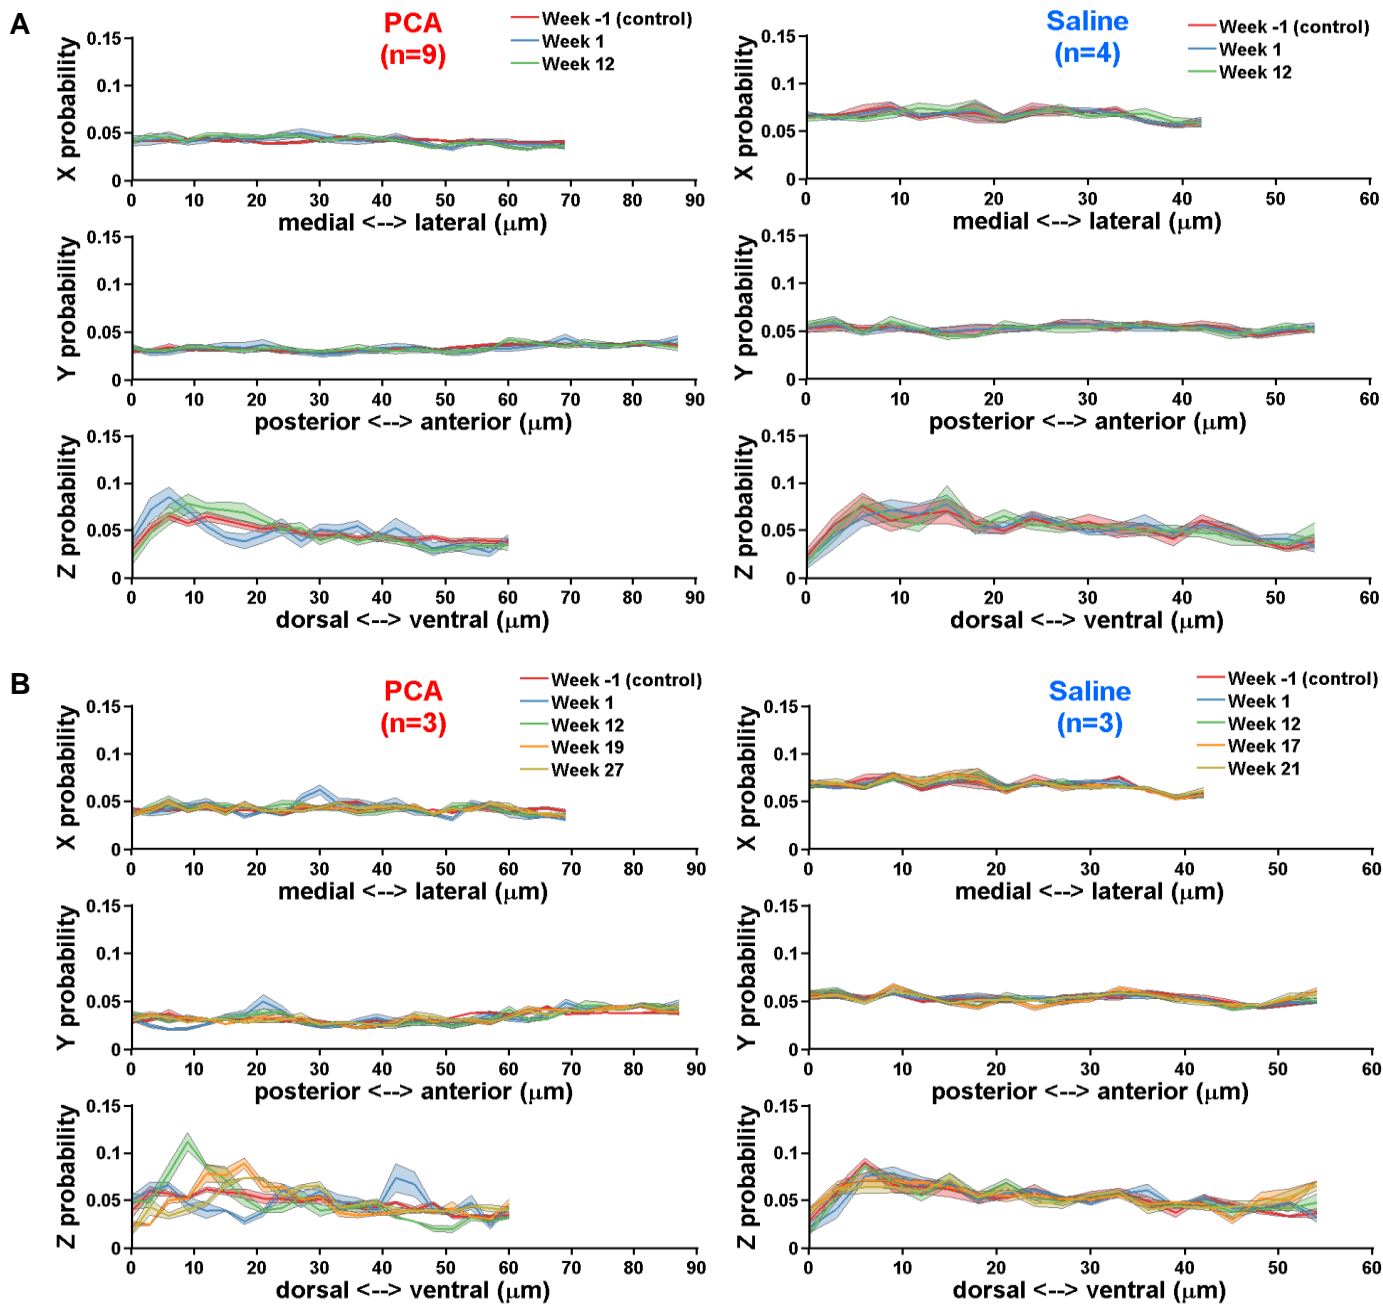 A
PCA
(n=9)
Week -1 (control)
Week 1
Week 12
X probability
0.15
0.1
0.05
0
0 10 20 30 40 50 60 70 80 90
medial <--> lateral (μm)
Y probability
0.15
0.1
0.05
0
0 10 20 30 40 50 60 70 80 90
posterior <--> anterior (μm)
Z probability
0.15
0.1
0.05
0
0 10 20 30 40 50 60 70 80 90
dorsal <--> ventral (μm)
Saline
(n=4)
Week -1 (control)
Week 1
Week 12
X probability
0.15
0.1
0.05
0
0 10 20 30 40 50 60
medial <--> lateral (μm)
Y probability
0.15
0.1
0.05
0
0 10 20 30 40 50 60
posterior <--> anterior (μm)
Z probability
0.15
0.1
0.05
0
0 10 20 30 40 50 60
dorsal <--> ventral (μm)
B
PCA
(n=3)
Week -1 (control)
Week 1
Week 12
Week 19
Week 27
X probability
0.15
0.1
0.05
0
0 10 20 30 40 50 60 70 80 90
medial <--> lateral (μm)
Y probability
0.15
0.1
0.05
0
0 10 20 30 40 50 60 70 80 90
posterior <--> anterior (μm)
Z probability
0.15
0.1
0.05
0
0 10 20 30 40 50 60 70 80 90
dorsal <--> ventral (μm)
Saline
(n=3)
Week -1 (control)
Week 1
Week 12
Week 17
Week 21
X probability
0.15
0.1
0.05
0
0 10 20 30 40 50 60
medial <--> lateral (μm)
Y probability
0.15
0.1
0.05
0
0 10 20 30 40 50 60
posterior <--> anterior (μm)
Z probability
0.15
0.1
0.05
0
0 10 20 30 40 50 60
dorsal <--> ventral (μm)